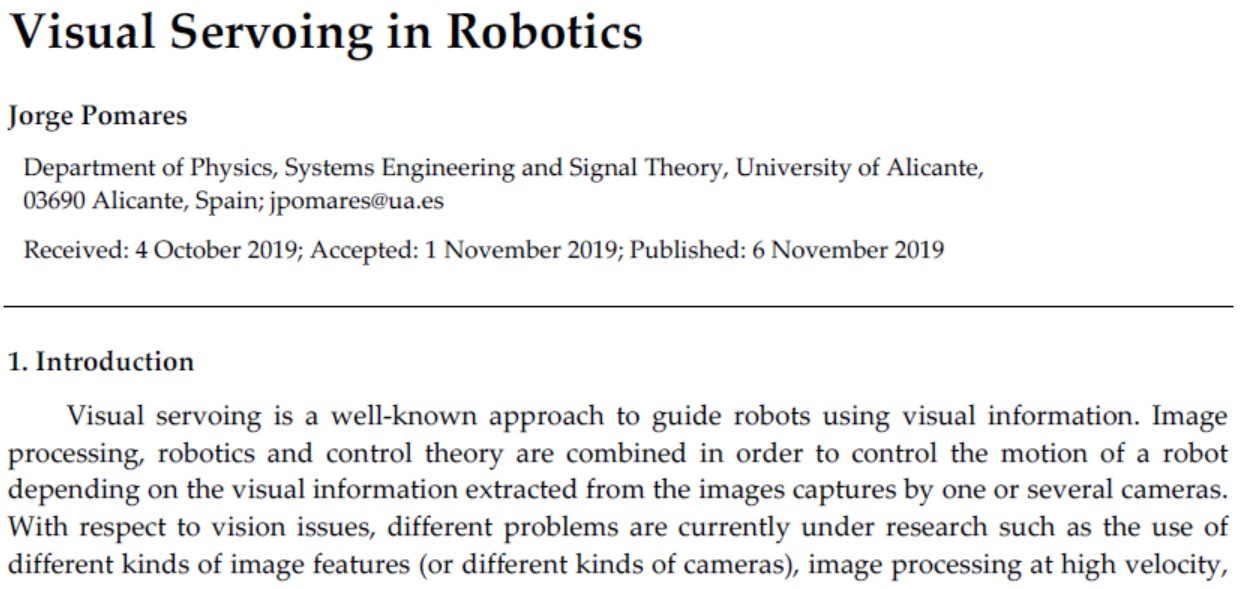 Visual Servoing in Robotics
Jorge Pomares
Department of Physics, Systems Engineering and Signal Theory, University of Alicante,
03690 Alicante, Spain; jpomares@ua.es
Received: 4 October 2019; Accepted: 1 November 2019; Published: 6 November 2019
1. Introduction
Visual servoing is a well-known approach to guide robots using visual information. Image
processing, robotics and control theory are combined in order to control the motion of a robot
depending on the visual information extracted from the images captures by one or several cameras.
With respect to vision issues, different problems are currently under research such as the use of
different kinds of image features (or different kinds of cameras), image processing at high velocity,